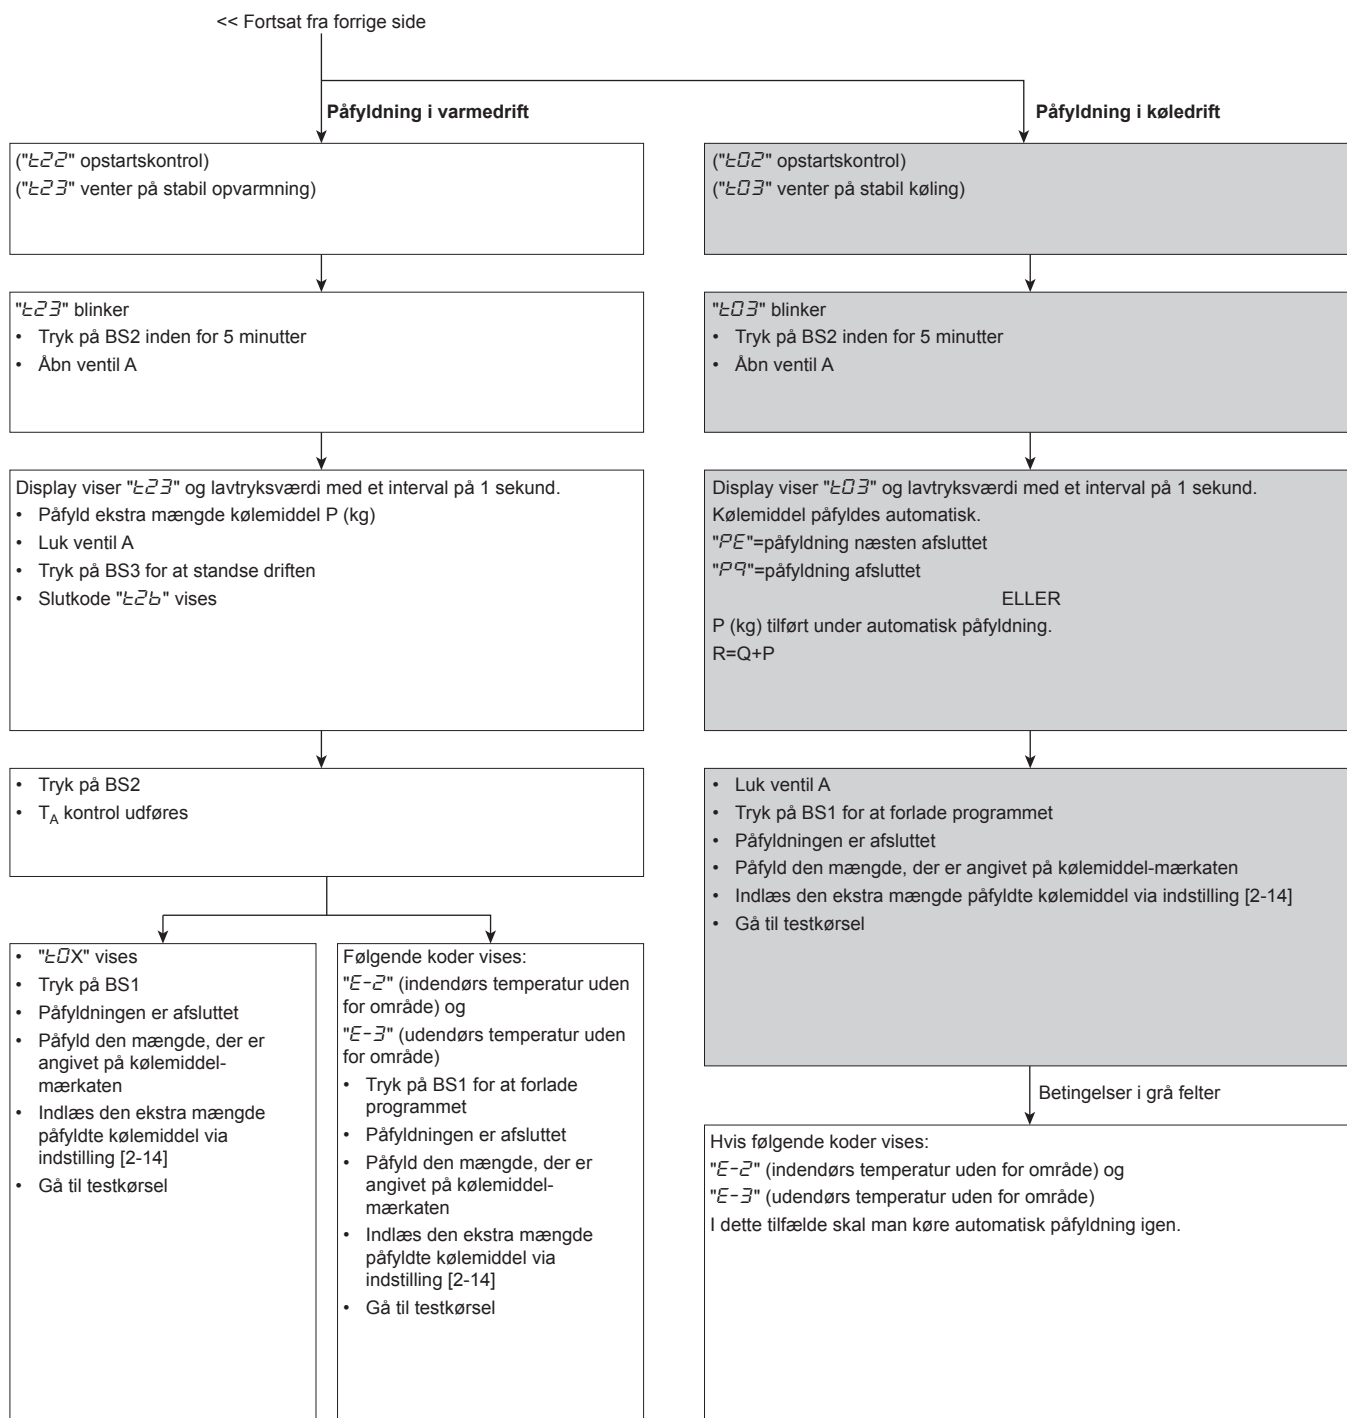 << Fortsat fra forrige side
Påfyldning i varmedrift
("t22" opstartskontrol)
("t23" venter på stabil opvarmning)
"t23" blinker
• Tryk på BS2 inden for 5 minutter
• Åbn ventil A
Display viser "t23" og lavtryksværdi med et interval på 1 sekund.
• Påfyld ekstra mængde kølemiddel P (kg)
• Luk ventil A
• Tryk på BS3 for at standse driften
• Slutkode "t2b" vises
• Tryk på BS2
• TA kontrol udføres
• "t0X" vises
• Tryk på BS1
• Påfyldningen er afsluttet
• Påfyld den mængde, der er
angivet på kølemiddel-
mærkaten
• Indlæs den ekstra mængde
påfyldte kølemiddel via
indstilling [2-14]
• Gå til testkørsel
Følgende koder vises:
"E-2" (indendørs temperatur uden
for område) og
"E-3" (udendørs temperatur uden
for område)
• Tryk på BS1 for at forlade
programmet
• Påfyldningen er afsluttet
• Påfyld den mængde, der er
angivet på kølemiddel-
mærkaten
• Indlæs den ekstra mængde
påfyldte kølemiddel via
indstilling [2-14]
• Gå til testkørsel
Påfyldning i køledrift
("t02" opstartskontrol)
("t03" venter på stabil køling)
"t03" blinker
• Tryk på BS2 inden for 5 minutter
• Åbn ventil A
Display viser "t03" og lavtryksværdi med et interval på 1 sekund.
Kølemiddel påfyldes automatisk.
"PE"=påfyldning næsten afsluttet
"P9"=påfyldning afsluttet
ELLER
P (kg) tilført under automatisk påfyldning.
R=Q+P
• Luk ventil A
• Tryk på BS1 for at forlade programmet
• Påfyldningen er afsluttet
• Påfyld den mængde, der er angivet på kølemiddel-mærkaten
• Indlæs den ekstra mængde påfyldte kølemiddel via indstilling [2-14]
• Gå til testkørsel
Betingelser i grå felter
Hvis følgende koder vises:
"E-2" (indendørs temperatur uden for område) og
"E-3" (udendørs temperatur uden for område)
I dette tilfælde skal man køre automatisk påfyldning igen.